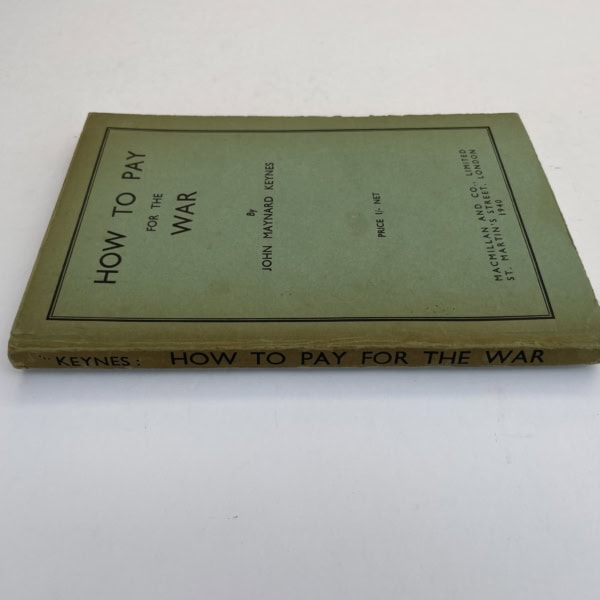 HOW TO PAY
FOR THE
WAR
By
JOHN MAYNARD KEYNES
PRICE 1/- NET
MACMILLAN AND CO., LIMITED
ST. MARTIN'S STREET, LONDON
1940
KEYNES: HOW TO PAY FOR THE WAR